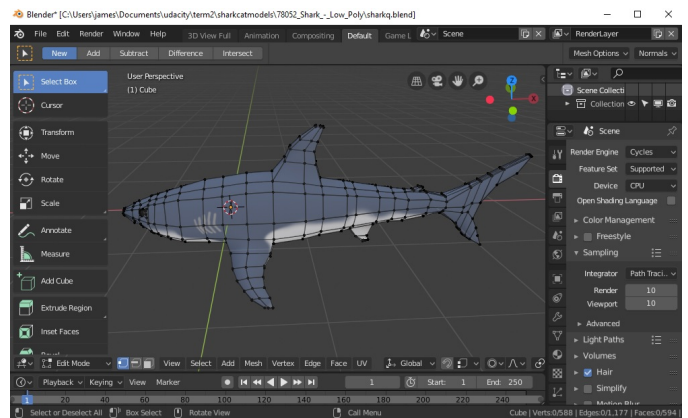 Blender* [C:\Users\james\Documents\udacity\term2\sharkcatmodels\78052_Shark_-_Low_Poly\sharkq.blend]
File Edit Render Window Help 3D View Full Animation Compositing Default Game L Scene RenderLayer
New Add Subtract Difference Intersect Mesh Options Normals
Select Box
Cursor
Transform
Move
Rotate
Scale
Annotate
Measure
Add Cube
Extrude Region
Inset Faces
User Perspective
(1) Cube
Z
X
Scene Collecti
Collection
Scene
Render Engine Cycles
Feature Set Supported
Device CPU
Open Shading Language
Color Management
Freestyle
Sampling
Integrator Path Traci..
Render 10
Viewport 10
Advanced
Light Paths
Volumes
Hair
Simplify
Motion Blur
Edit Mode View Select Add Mesh Vertex Edge Face UV Global
Playback Keying View Marker 1 Start: 1 End: 250
1 20 40 60 80 100 120 140 160 180 200 220 240
Select or Deselect All Box Select Rotate View Call Menu Cube | Verts:0/588 | Edges:0/1,177 | Faces:0/594 |